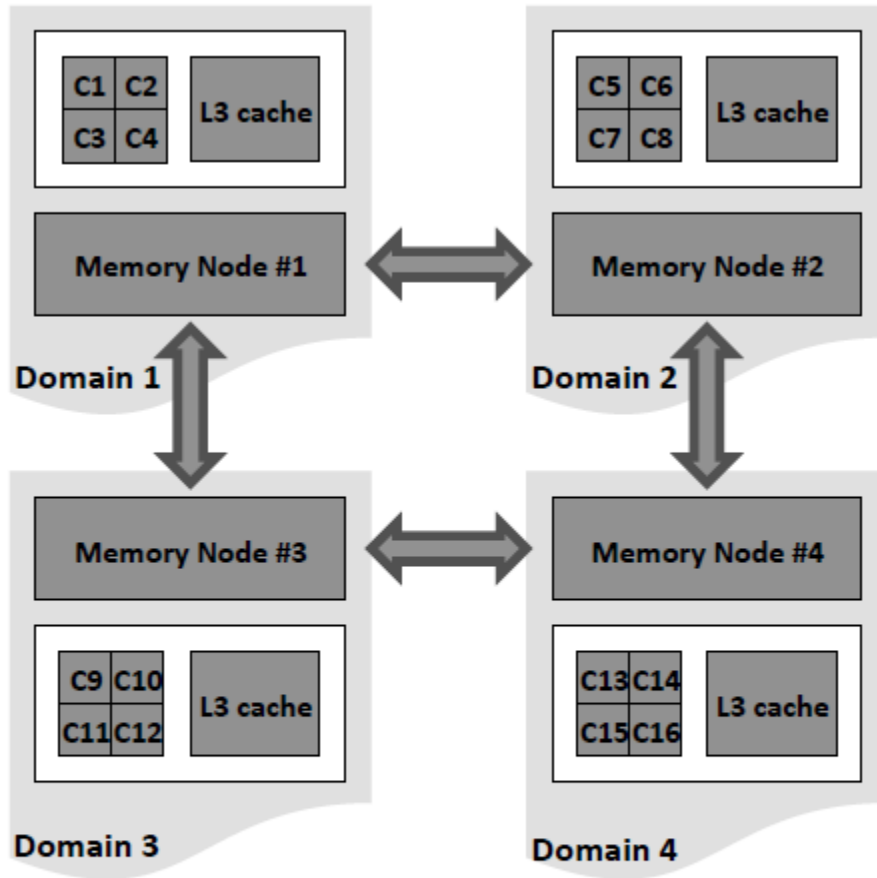 C1 C2
L3 cache
C3 C4
Memory Node #1
Domain 1
C5 C6
L3 cache
C7 C8
Memory Node #2
Domain 2
Memory Node #3
C9 C10
L3 cache
C11 C12
Domain 3
Memory Node #4
C13 C14
L3 cache
C15 C16
Domain 4